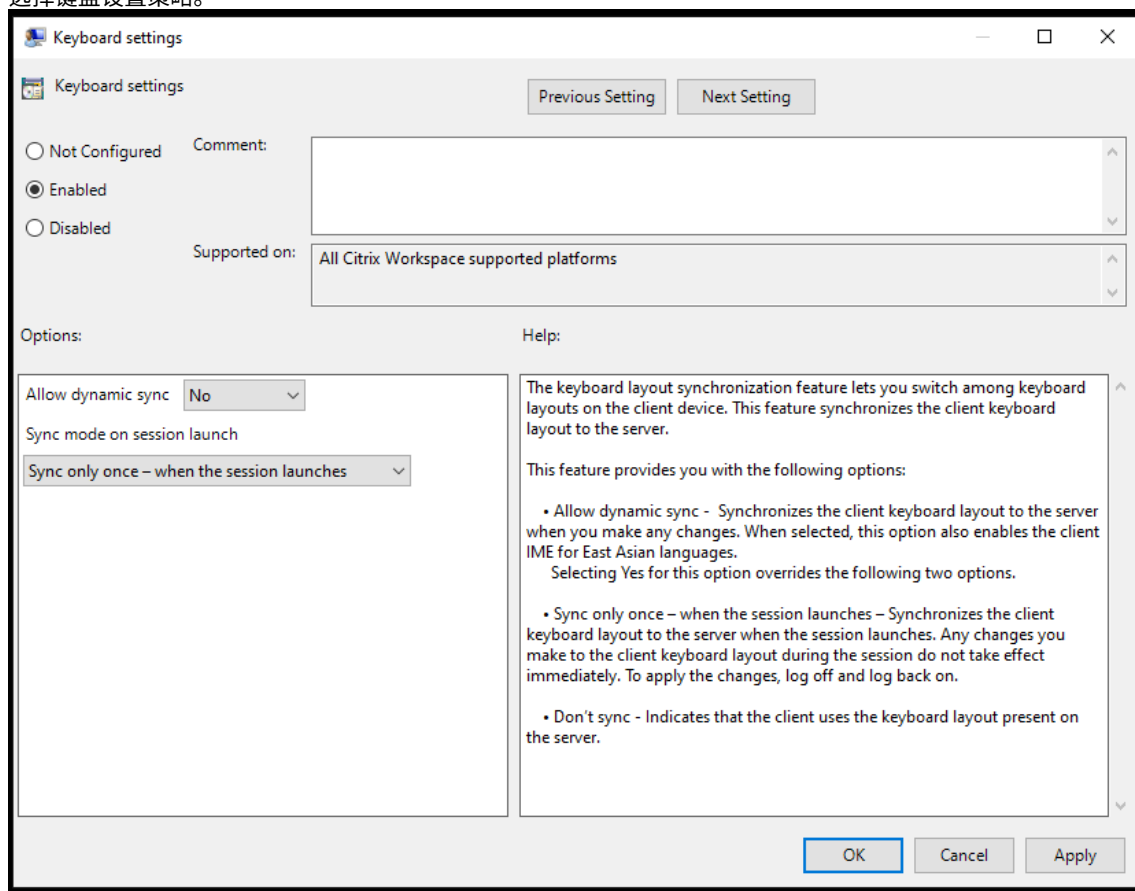 选择键盘设置策略。
Keyboard settings
Keyboard settings
Previous Setting
Next Setting
Not Configured
Comment:
Enabled
Disabled
Supported on:
All Citrix Workspace supported platforms
Options:
Help:
Allow dynamic sync No
Sync mode on session launch
Sync only once – when the session launches
The keyboard layout synchronization feature lets you switch among keyboard
layouts on the client device. This feature synchronizes the client keyboard
layout to the server.
This feature provides you with the following options:
• Allow dynamic sync - Synchronizes the client keyboard layout to the server
when you make any changes. When selected, this option also enables the client
IME for East Asian languages.
Selecting Yes for this option overrides the following two options.
• Sync only once – when the session launches – Synchronizes the client
keyboard layout to the server when the session launches. Any changes you
make to the client keyboard layout during the session do not take effect
immediately. To apply the changes, log off and log back on.
• Don't sync - Indicates that the client uses the keyboard layout present on
the server.
OK
Cancel
Apply